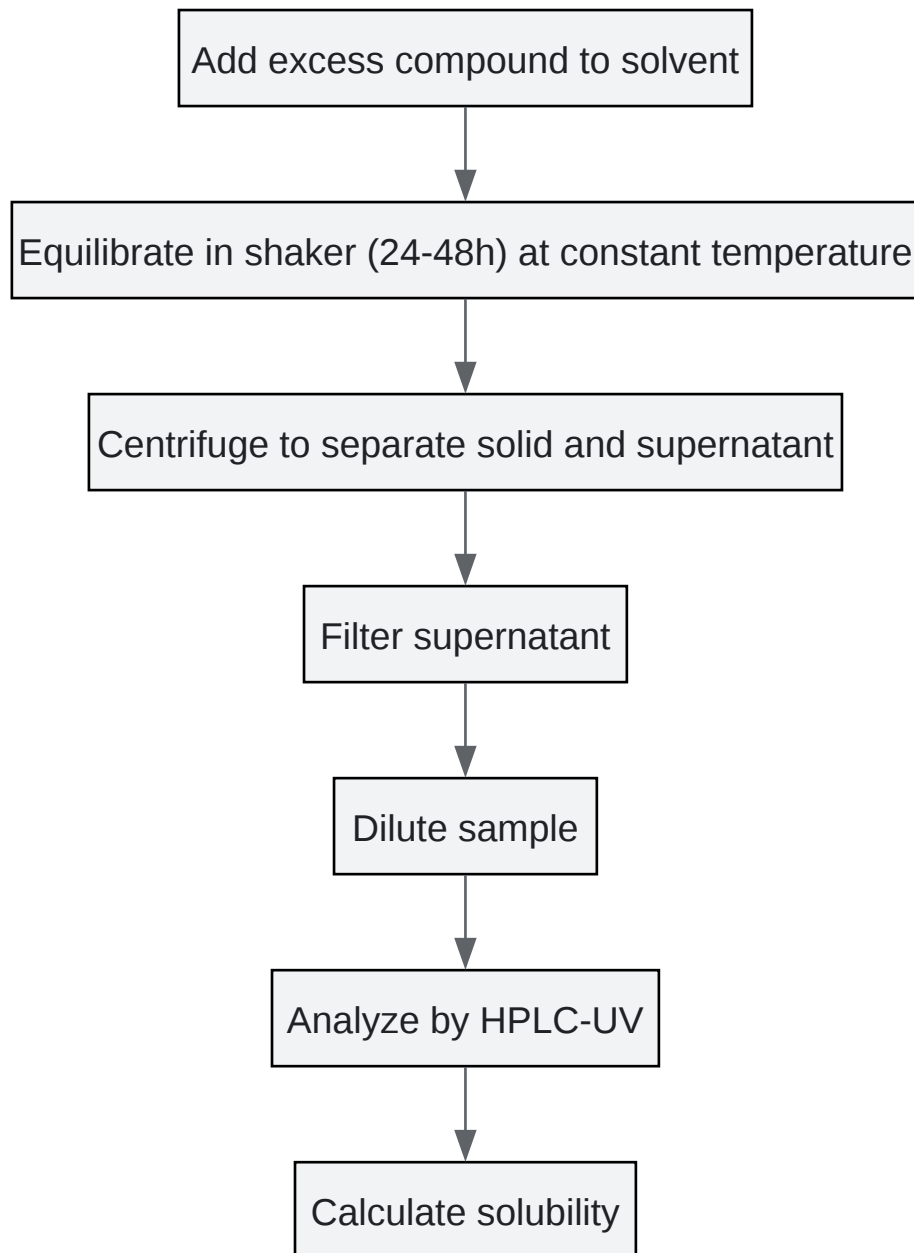 Add excess compound to solvent
Equilibrate in shaker (24-48h) at constant temperature
Centrifuge to separate solid and supernatant
Filter supernatant
Dilute sample
Analyze by HPLC-UV
Calculate solubility